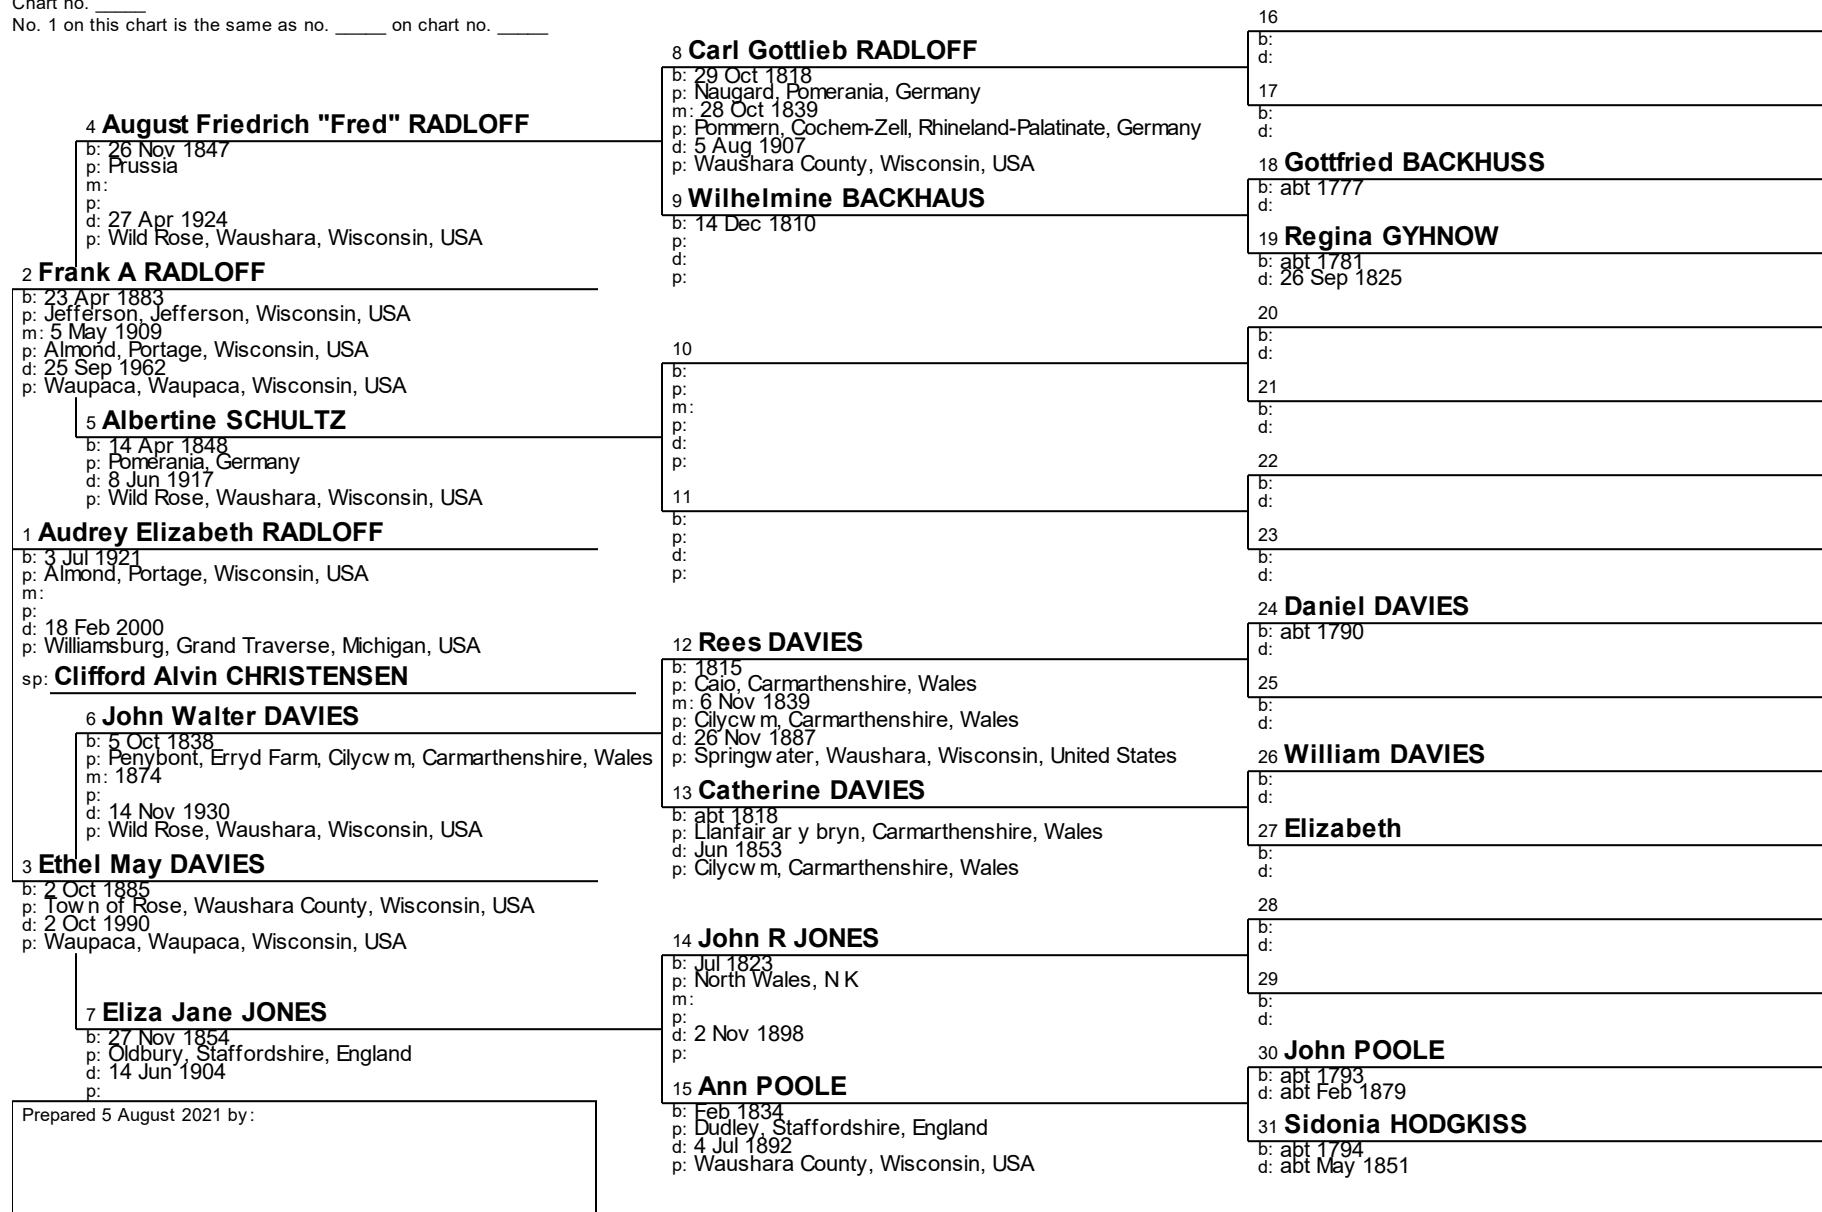 Chart no. _____
No. 1 on this chart is the same as no. _____ on chart no. _____
4 August Friedrich "Fred" RADLOFF
b: 26 Nov 1847
p: Prussia
m:
p:
d: 27 Apr 1924
p: Wild Rose, Waushara, Wisconsin, USA
2 Frank A RADLOFF
b: 23 Apr 1883
p: Jefferson, Jefferson, Wisconsin, USA
m: 5 May 1909
p: Almond, Portage, Wisconsin, USA
d: 25 Sep 1962
p: Waupaca, Waupaca, Wisconsin, USA
5 Albertine SCHULTZ
b: 14 Apr 1848
p: Pomerania, Germany
d: 8 Jun 1917
p: Wild Rose, Waushara, Wisconsin, USA
1 Audrey Elizabeth RADLOFF
b: 3 Jul 1921
p: Almond, Portage, Wisconsin, USA
m:
p:
d: 18 Feb 2000
p: Williamsburg, Grand Traverse, Michigan, USA
sp: Clifford Alvin CHRISTENSEN
6 John Walter DAVIES
b: 5 Oct 1838
p: Penybont, Erryd Farm, Cilycwm, Carmarthenshire, Wales
m: 1874
p:
d: 14 Nov 1930
p: Wild Rose, Waushara, Wisconsin, USA
3 Ethel May DAVIES
b: 2 Oct 1885
p: Town of Rose, Waushara County, Wisconsin, USA
d: 2 Oct 1990
p: Waupaca, Waupaca, Wisconsin, USA
7 Eliza Jane JONES
b: 27 Nov 1854
p: Oldbury, Staffordshire, England
d: 14 Jun 1904
p:
Prepared 5 August 2021 by:
8 Carl Gottlieb RADLOFF
b: 29 Oct 1818
p: Naugard, Pomerania, Germany
m: 28 Oct 1839
p: Pommern, Cochem-Zell, Rhineland-Palatinate, Germany
d: 5 Aug 1907
p: Waushara County, Wisconsin, USA
9 Wilhelmine BACKHAUS
b: 14 Dec 1810
p:
d:
p:
10
b:
p:
m:
p:
d:
p:
11
b:
p:
d:
p:
12 Rees DAVIES
b: 1815
p: Caio, Carmarthenshire, Wales
m: 6 Nov 1839
p: Cilycwm, Carmarthenshire, Wales
d: 26 Nov 1887
p: Springwater, Waushara, Wisconsin, United States
13 Catherine DAVIES
b: abt 1818
p: Llanfair ar y bryn, Carmarthenshire, Wales
d: Jun 1853
p: Cilycwm, Carmarthenshire, Wales
14 John R JONES
b: Jul 1823
p: North Wales, N K
m:
p:
d: 2 Nov 1898
p:
15 Ann POOLE
b: Feb 1834
p: Dudley, Staffordshire, England
d: 4 Jul 1892
p: Waushara County, Wisconsin, USA
16
b:
d:
17
b:
d:
18 Gottfried BACKHUSS
b: abt 1777
d:
19 Regina GYHNOW
b: abt 1781
d: 26 Sep 1825
20
b:
d:
21
b:
d:
22
b:
d:
23
b:
d:
24 Daniel DAVIES
b: abt 1790
d:
25
b:
d:
26 William DAVIES
b:
d:
27 Elizabeth
b:
d:
28
b:
d:
29
b:
d:
30 John POOLE
b: abt 1793
d: abt Feb 1879
31 Sidonia HODGKISS
b: abt 1794
d: abt May 1851